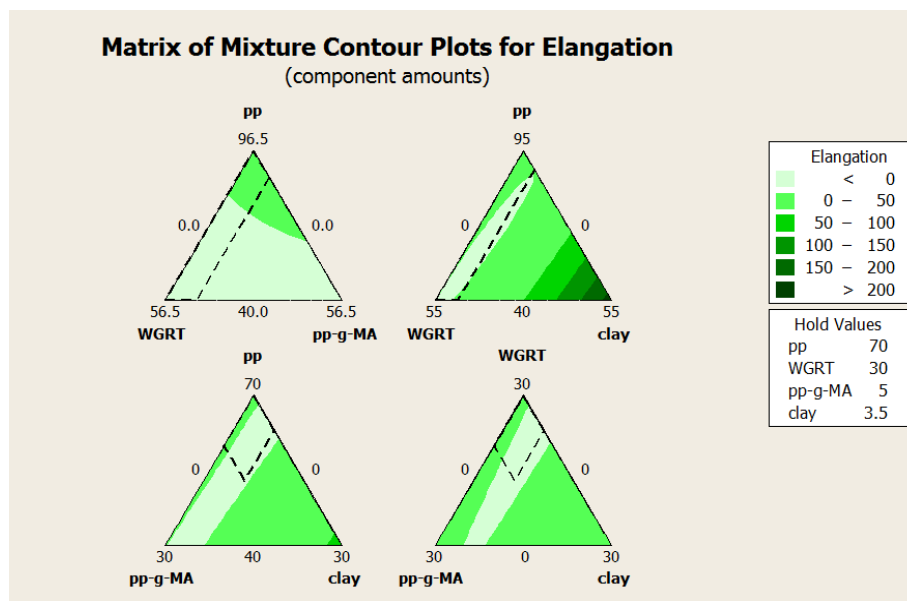 Matrix of Mixture Contour Plots for Elangation
(component amounts)
pp
96.5
0.0 0.0
56.5 40.0 56.5
WGRT pp-g-MA
pp
95
0 0
55 40 55
WGRT clay
pp
70
0 0
30 40 30
pp-g-MA clay
WGRT
30
0 0
30 0 30
pp-g-MA clay
Elangation
< 0
0 – 50
50 – 100
100 – 150
150 – 200
> 200
Hold Values
pp 70
WGRT 30
pp-g-MA 5
clay 3.5